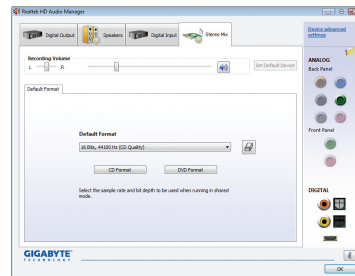 Realtek HD Audio Manager
Digital Output
Speakers
Digital Input
Stereo Mix
Device advanced
settings
Recording Volume
L
R
Set Default Device
ANALOG
Back Panel
Default Format
Default Format
16 Bits, 44100 Hz (CD Quality)
CD Format
DVD Format
Select the sample rate and bit depth to be used when running in shared
mode.
Front Panel
DIGITAL
GIGABYTE
TECHNOLOGY
i
OK